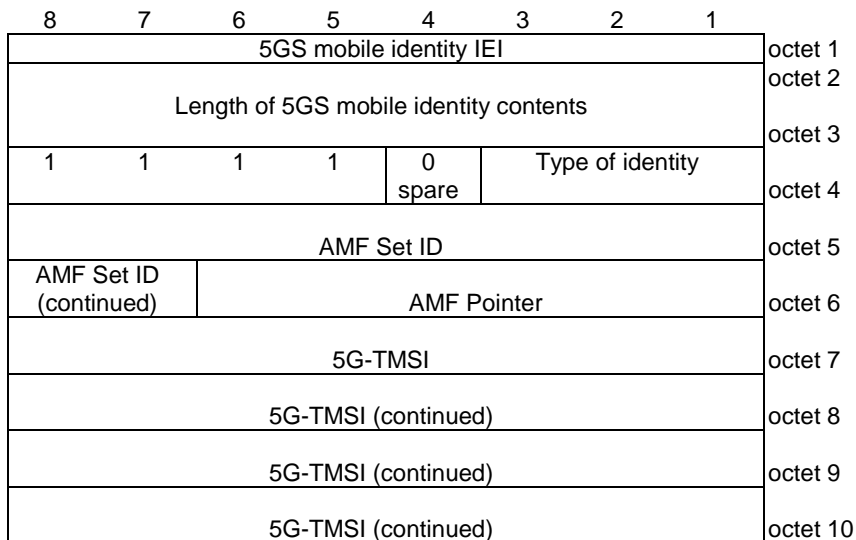 8 7 6 5 4 3 2 1
5GS mobile identity IEI octet 1
octet 2
Length of 5GS mobile identity contents
octet 3
1 1 1 1 0 Type of identity
spare octet 4
AMF Set ID octet 5
AMF Set ID
(continued) AMF Pointer octet 6
5G-TMSI octet 7
5G-TMSI (continued) octet 8
5G-TMSI (continued) octet 9
5G-TMSI (continued) octet 10